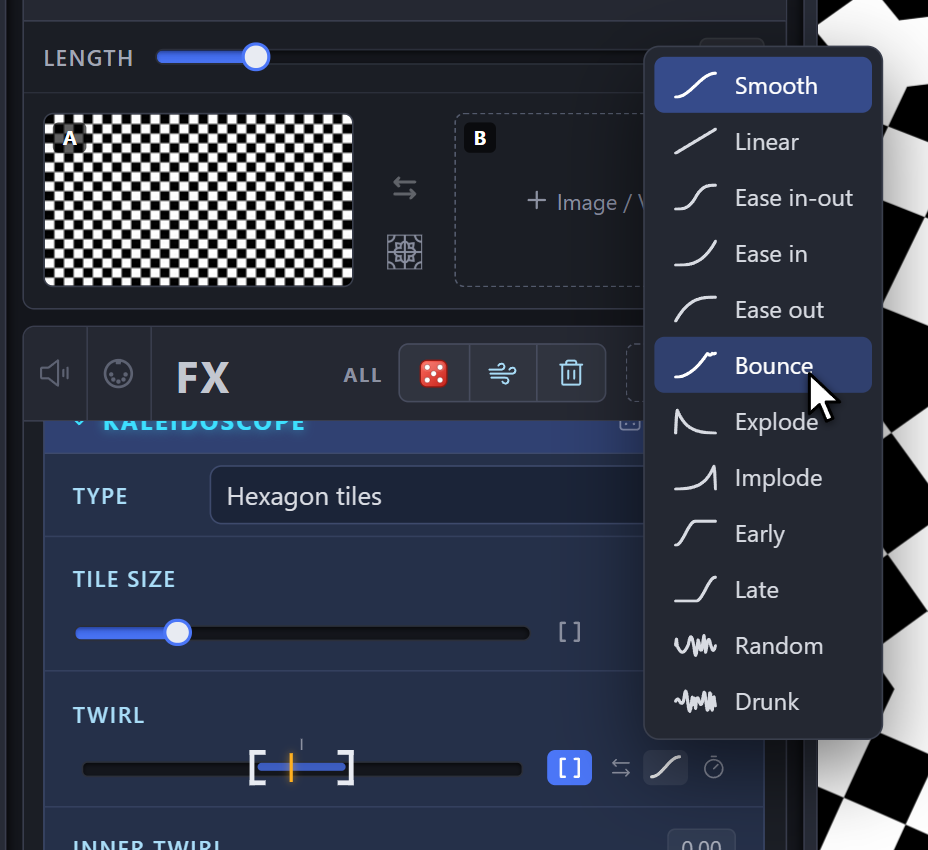 LENGTH
A
B
+ Image / V
FX
ALL
KALEIDOSCOPE
TYPE
Hexagon tiles
TILE SIZE
[ ]
TWIRL
[ ]
INNER TWIRL
0.00
Smooth
Linear
Ease in-out
Ease in
Ease out
Bounce
Explode
Implode
Early
Late
Random
Drunk